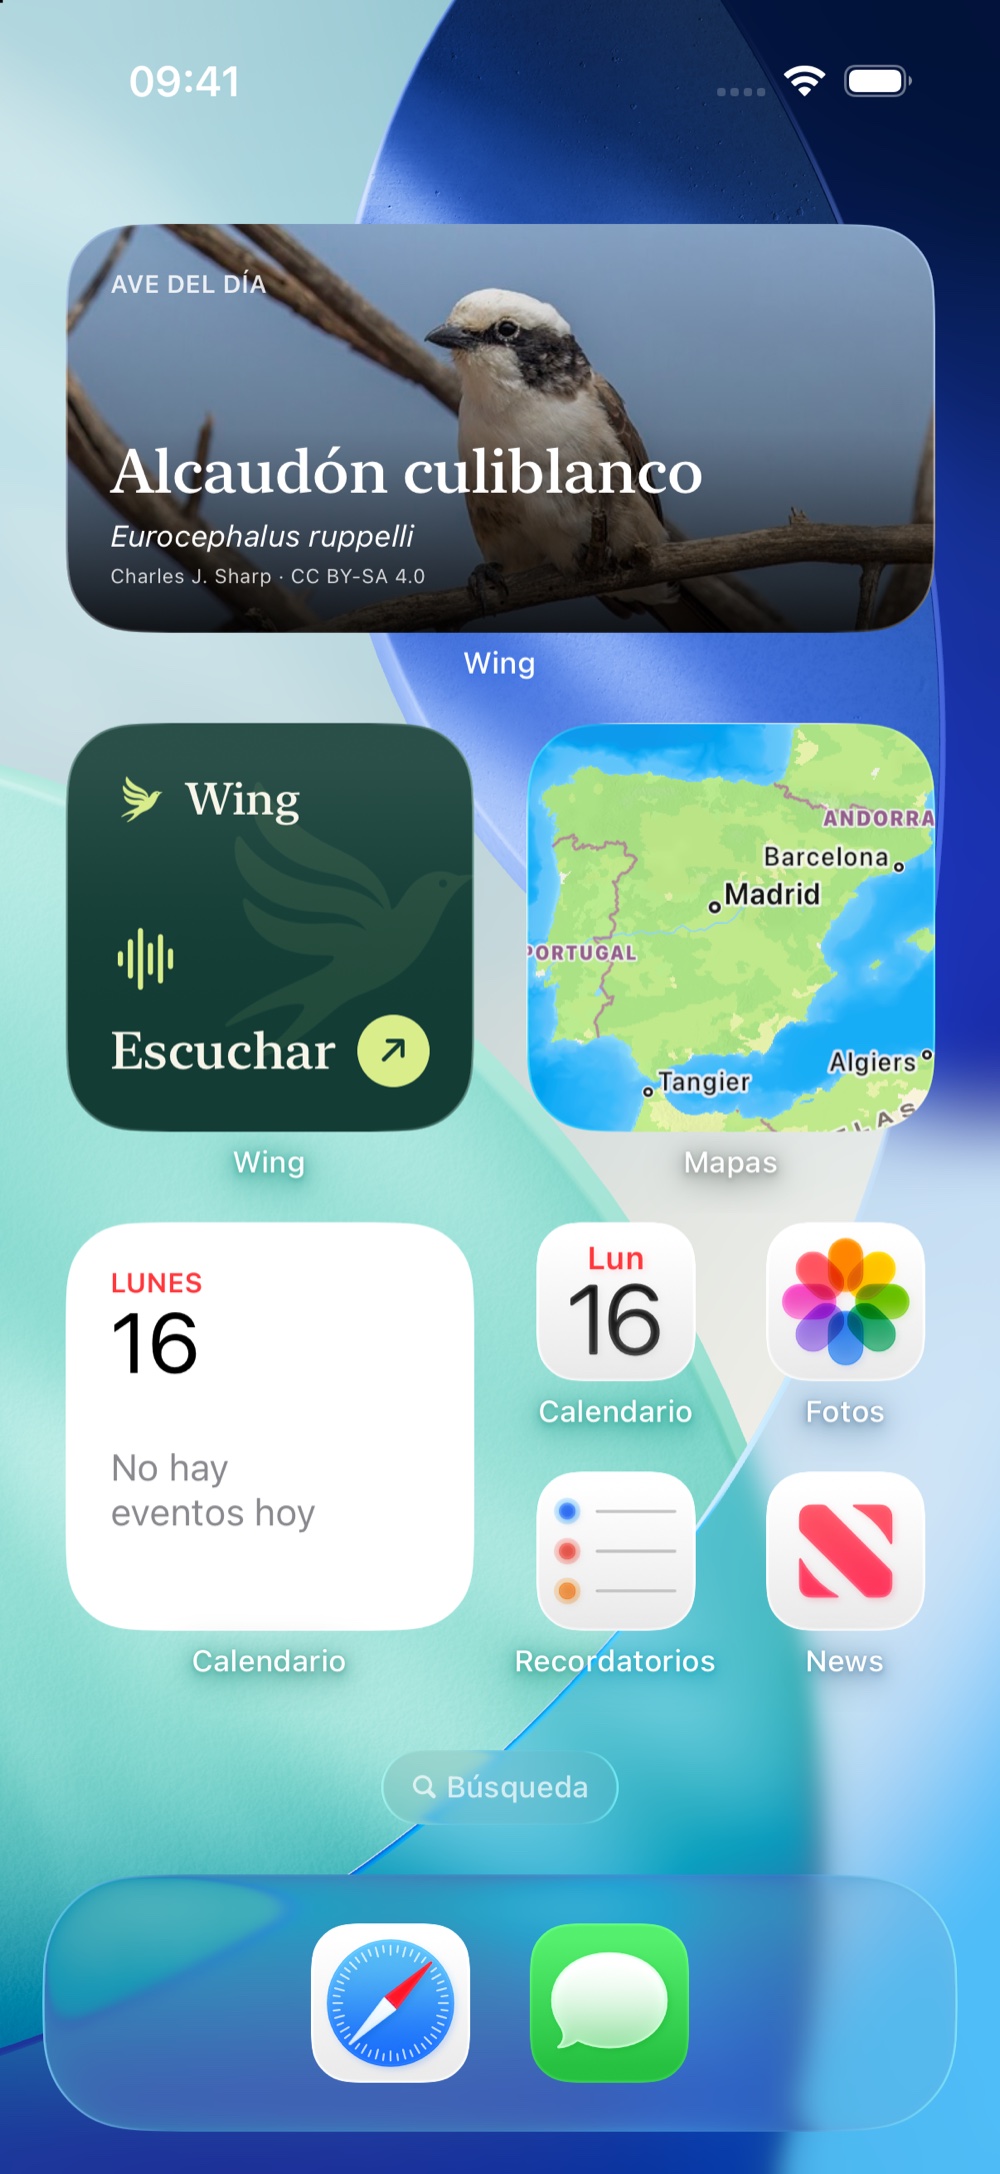 09:41
AVE DEL DÍA
Alcaudón culiblanco
Eurocephalus ruppelli
Charles J. Sharp · CC BY-SA 4.0
Wing
Wing
Escuchar
Wing
ANDORRA
Barcelona
Madrid
PORTUGAL
Algiers
Tangier
LAS
Mapas
LUNES
16
No hay
eventos hoy
Calendario
Lun
16
Calendario
Fotos
Recordatorios
News
Búsqueda